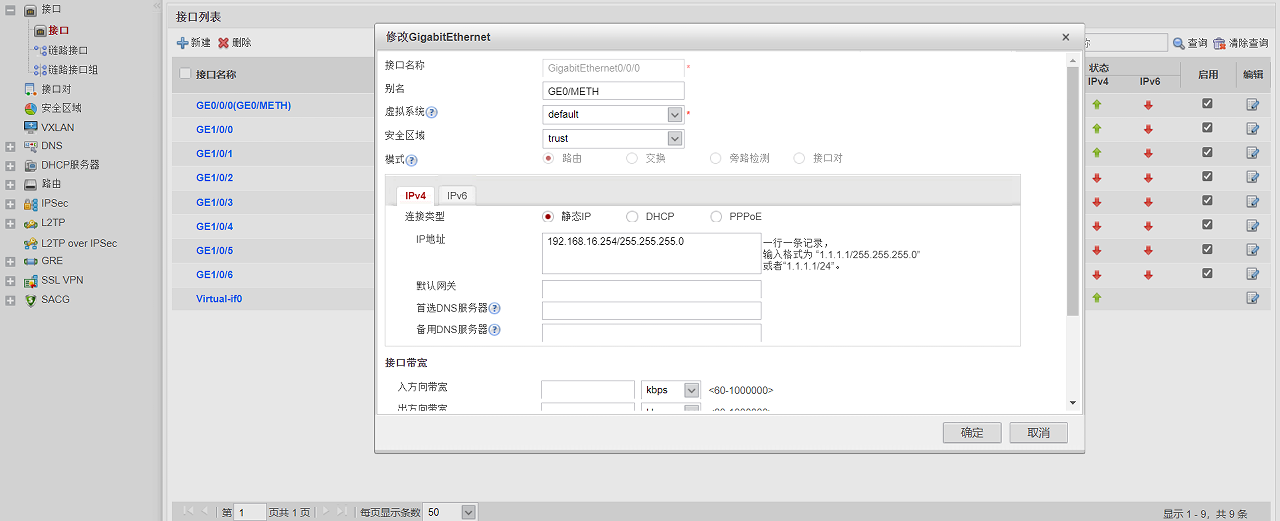 接口
接口
链路接口
链路接口组
接口对
安全区域
VXLAN
DNS
DHCP服务器
路由
IPSec
L2TP
L2TP over IPSec
GRE
SSL VPN
SACG
接口列表
新建 删除
查询 清除查询
接口名称
状态
IPv4 IPv6
启用 编辑
GE0/0/0(GE0/METH)
GE1/0/0
GE1/0/1
GE1/0/2
GE1/0/3
GE1/0/4
GE1/0/5
GE1/0/6
Virtual-if0
修改GigabitEthernet
接口名称 GigabitEthernet0/0/0 *
别名 GE0/METH
虚拟系统 default *
安全区域 trust
模式 路由 交换 旁路检测 接口对
IPv4 IPv6
连接类型 静态IP DHCP PPPoE
IP地址 192.168.16.254/255.255.255.0
一行一条记录，
输入格式为 “1.1.1.1/255.255.255.0”
或者“1.1.1.1/24”。
默认网关
首选DNS服务器
备用DNS服务器
接口带宽
入方向带宽 kbps <60-1000000>
出方向带宽
确定 取消
第 1 页共 1 页 每页显示条数 50
显示 1 - 9，共 9 条